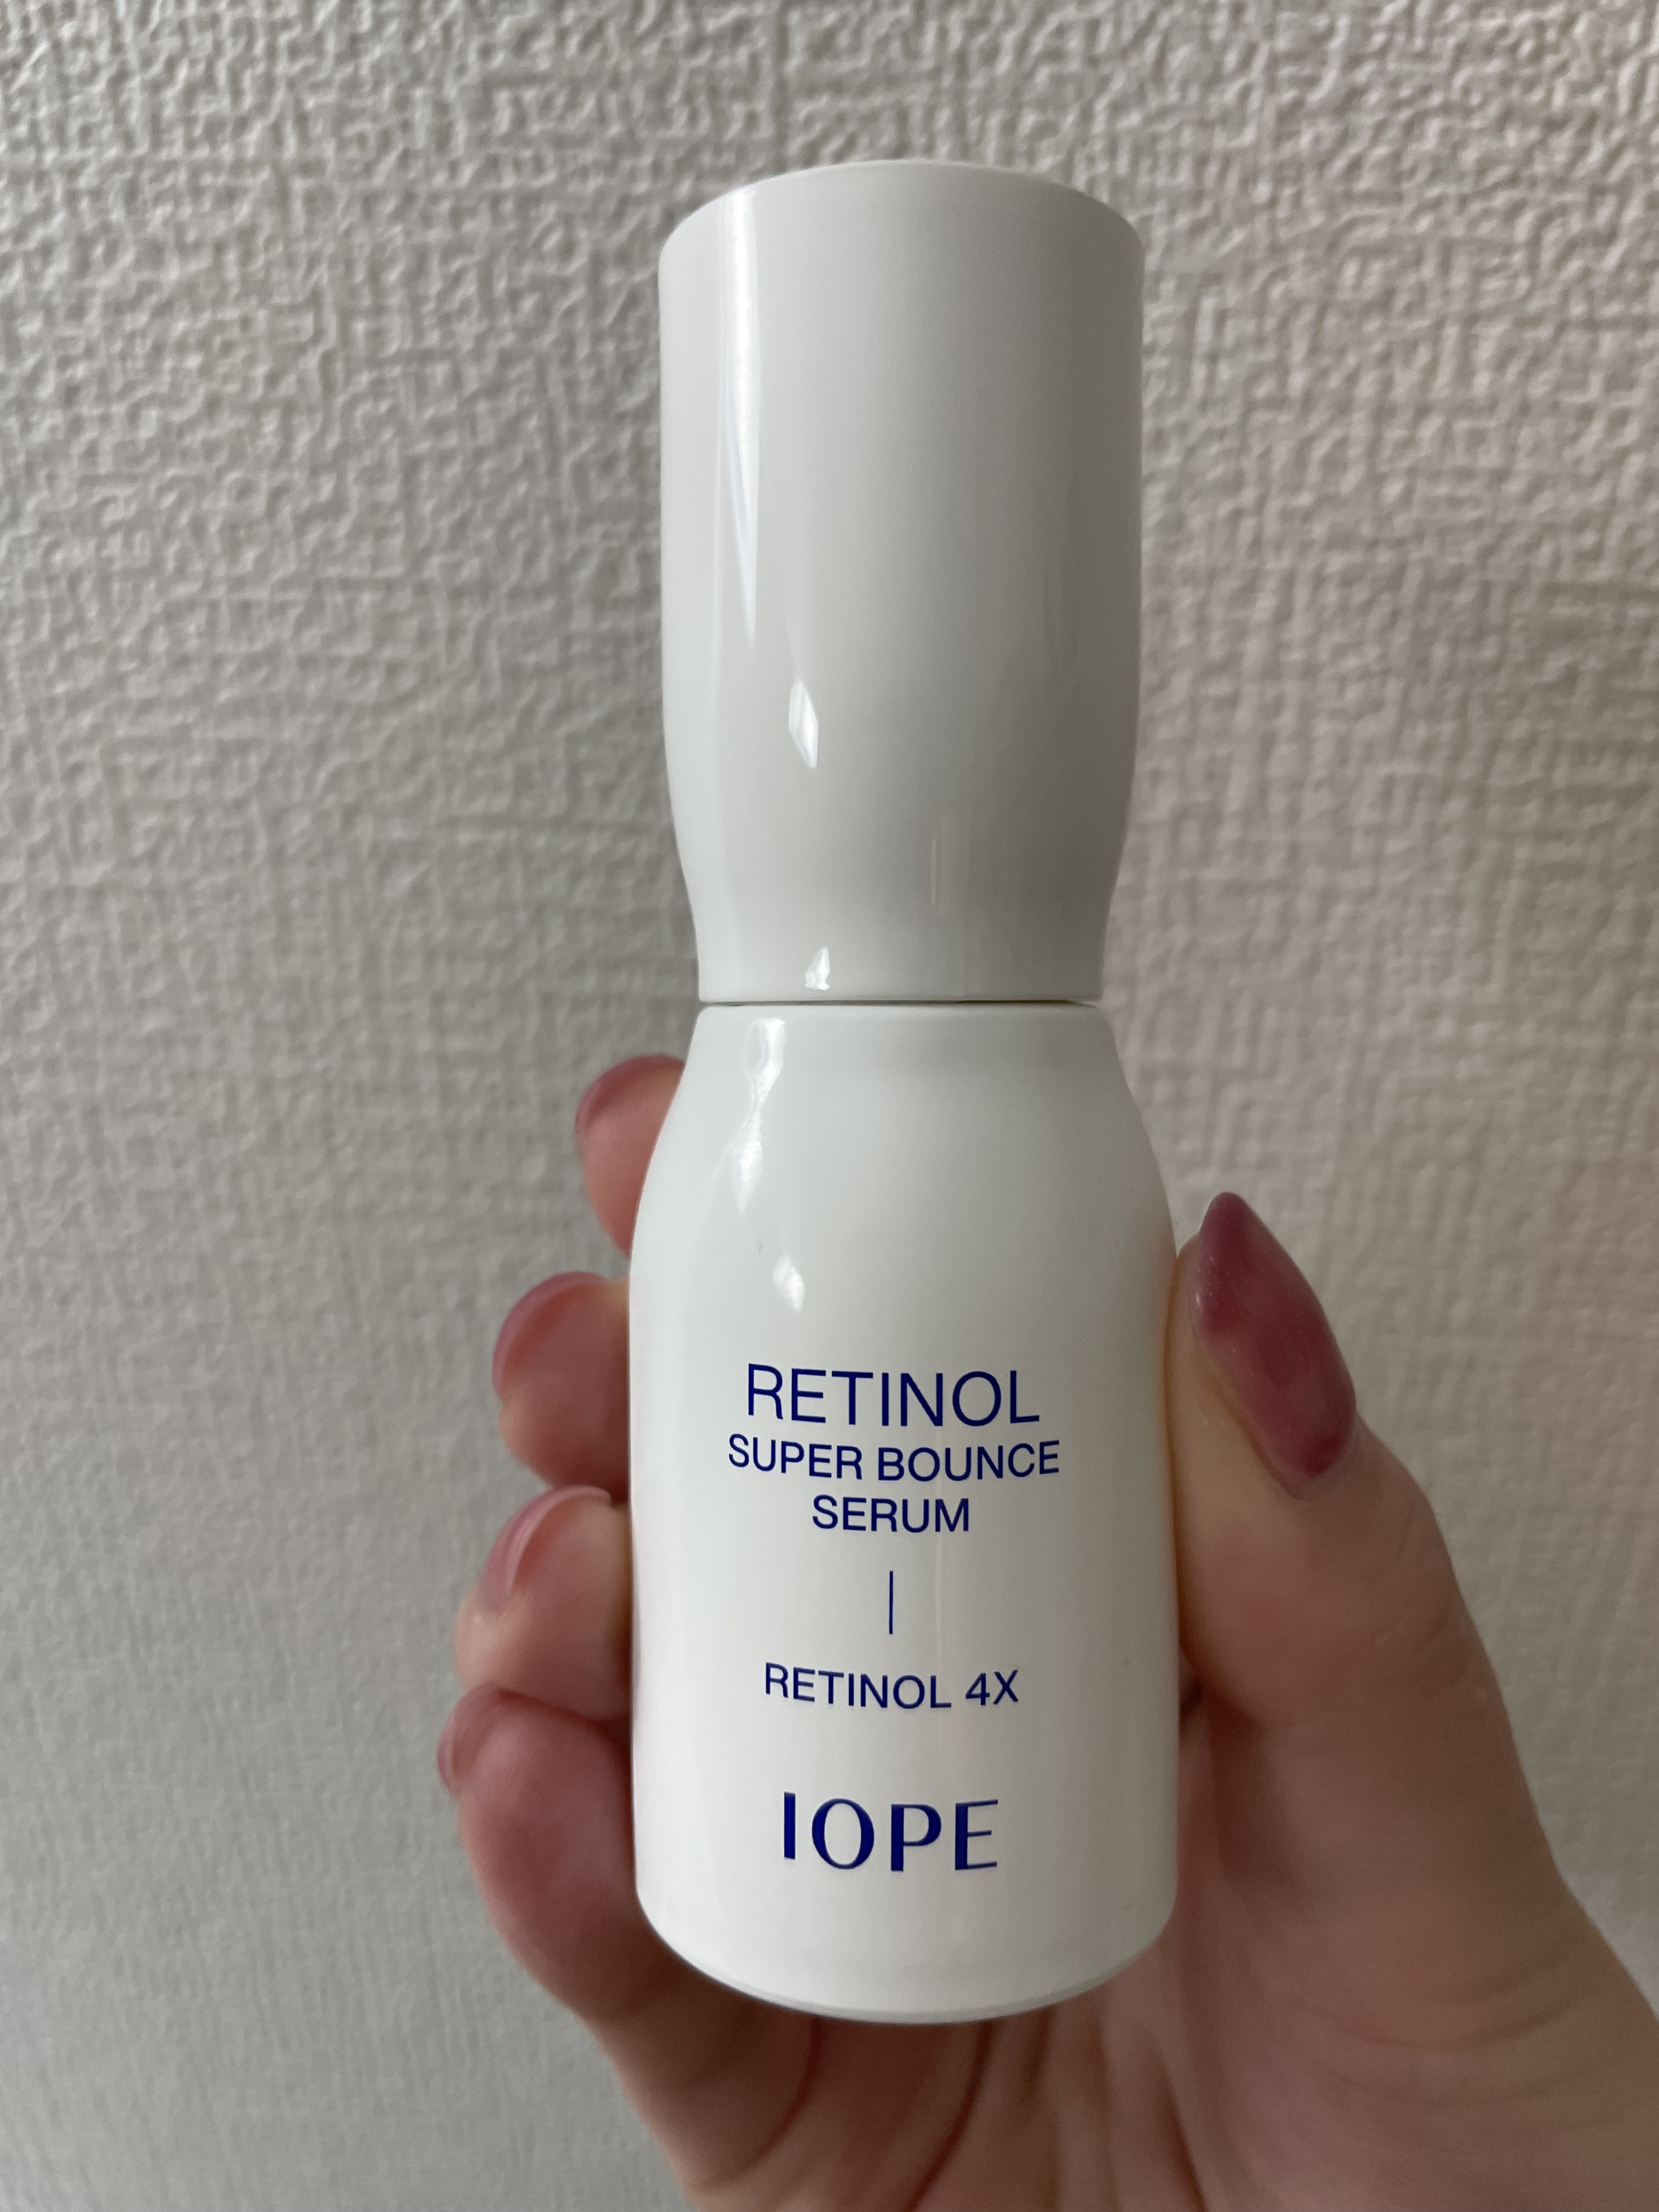 RETINOL
SUPER BOUNCE
SERUM
RETINOL 4X
IOPE